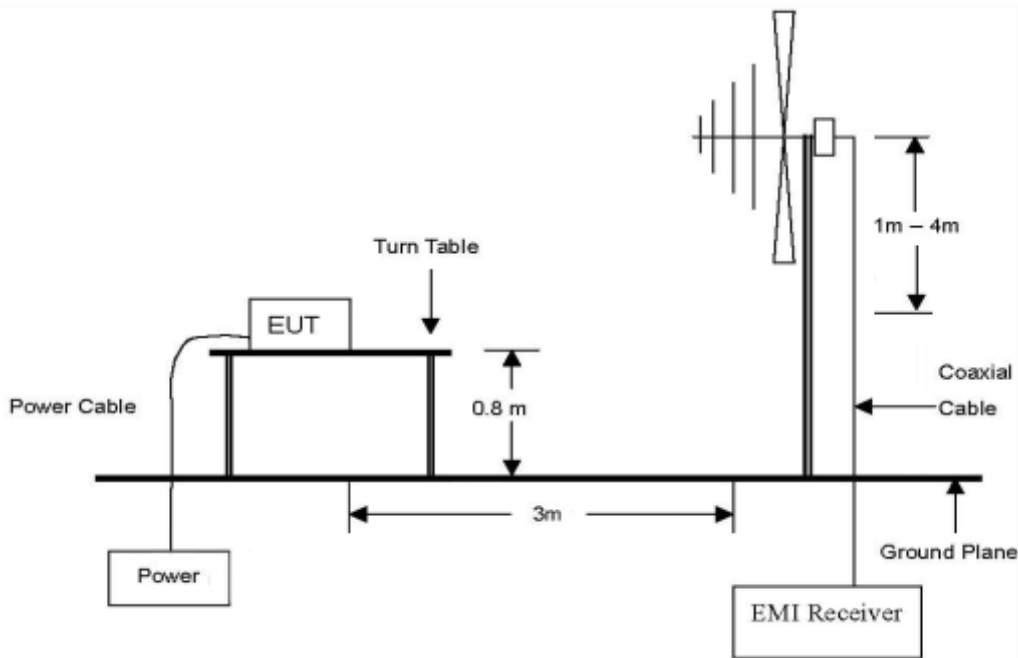 1m – 4m
Turn Table
EUT
Coaxial
Cable
Power Cable
0.8 m
3m
Ground Plane
Power
EMI Receiver